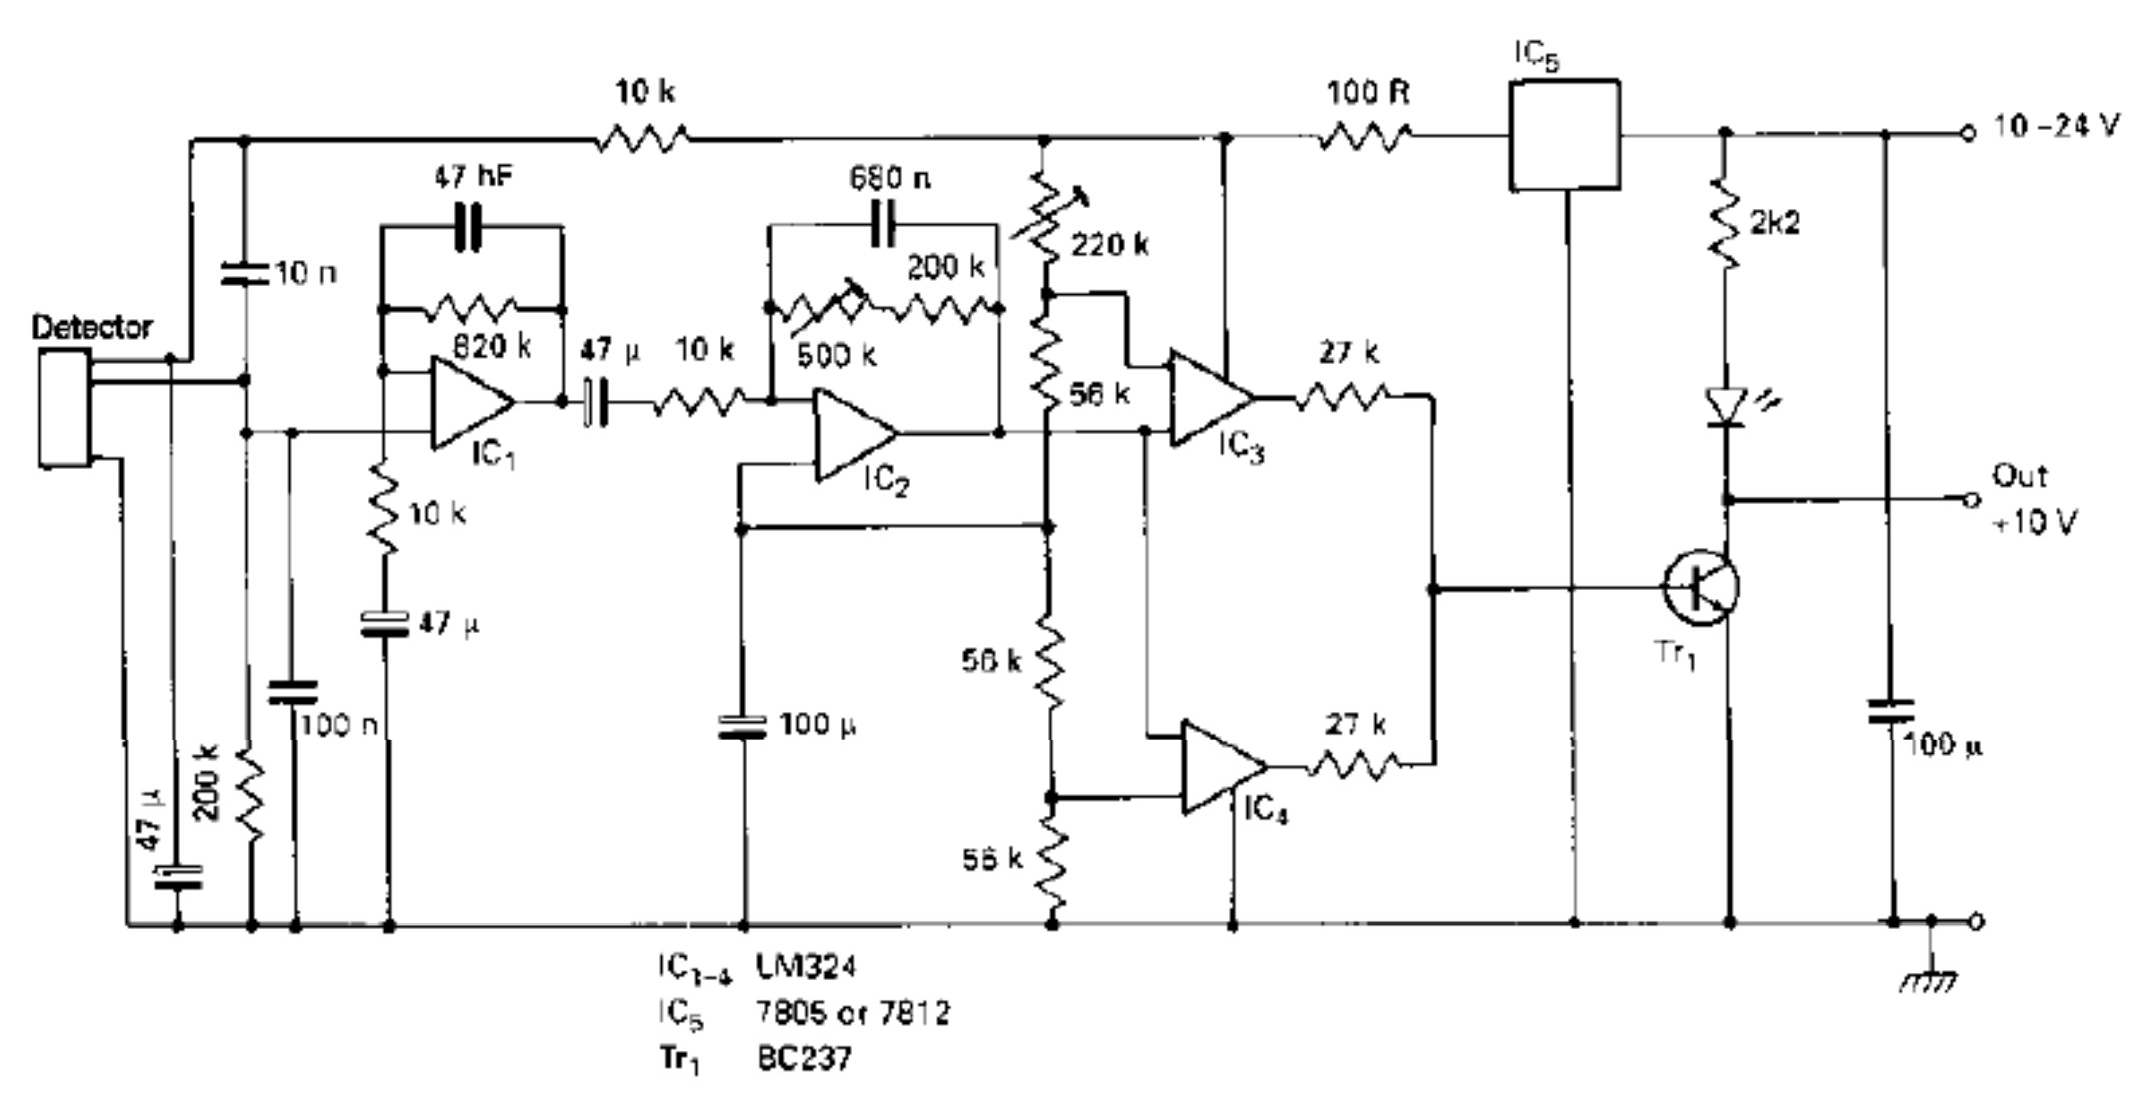 IC5
10 k
100 R
10 -24 V
47 hF
680 n
2k2
220 k
10 n
200 k
Detector
820 k
47 µ
10 k
500 k
27 k
56 k
IC3
IC1
IC2
Out
+10 V
10 k
47 µ
Tr1
56 k
100 n
100 µ
27 k
100 µ
200 k
47 µ
IC4
56 k
IC1-4 LM324
IC5 7805 or 7812
Tr1 BC237